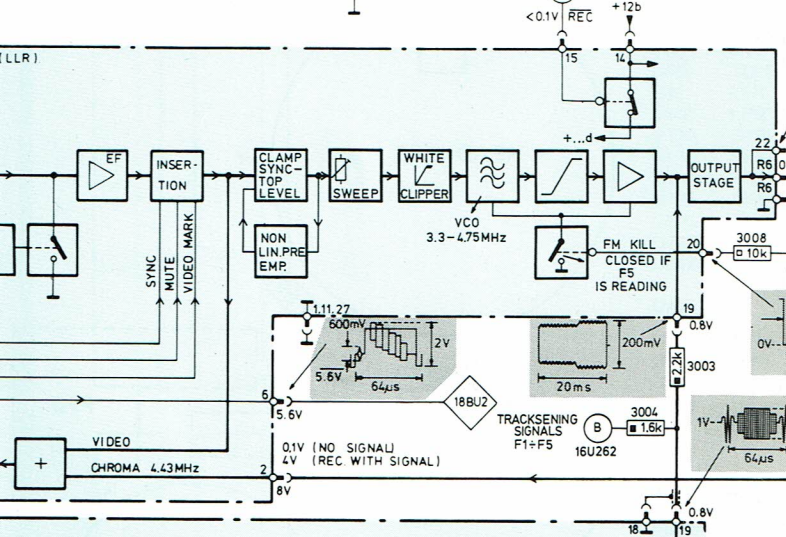 <0.1V REC
+12b
(LLR)
15
14
+...d
22
EF
INSER-
TION
CLAMP
SYNC-
TOP
LEVEL
SWEEP
WHITE
CLIPPER
OUTPUT
STAGE
R6
R6
VCO
3.3-4.75MHz
NON
LIN.PRE
EMP.
FM KILL
CLOSED IF
F5
IS READING
20
3008
10k
SYNC
MUTE
VIDEO MARK
1.11.27
600mV
2V
5.6V
64µs
200mV
20ms
19
0.8V
2.2k
3003
0V
6
5.6V
18BU2
TRACKSENING
SIGNALS
F1÷F5
B
16U262
3004
1.6k
1V
64µs
VIDEO
+
CHROMA 4.43MHz
0,1V (NO SIGNAL)
4V (REC. WITH SIGNAL)
2
8V
0.8V
18
19